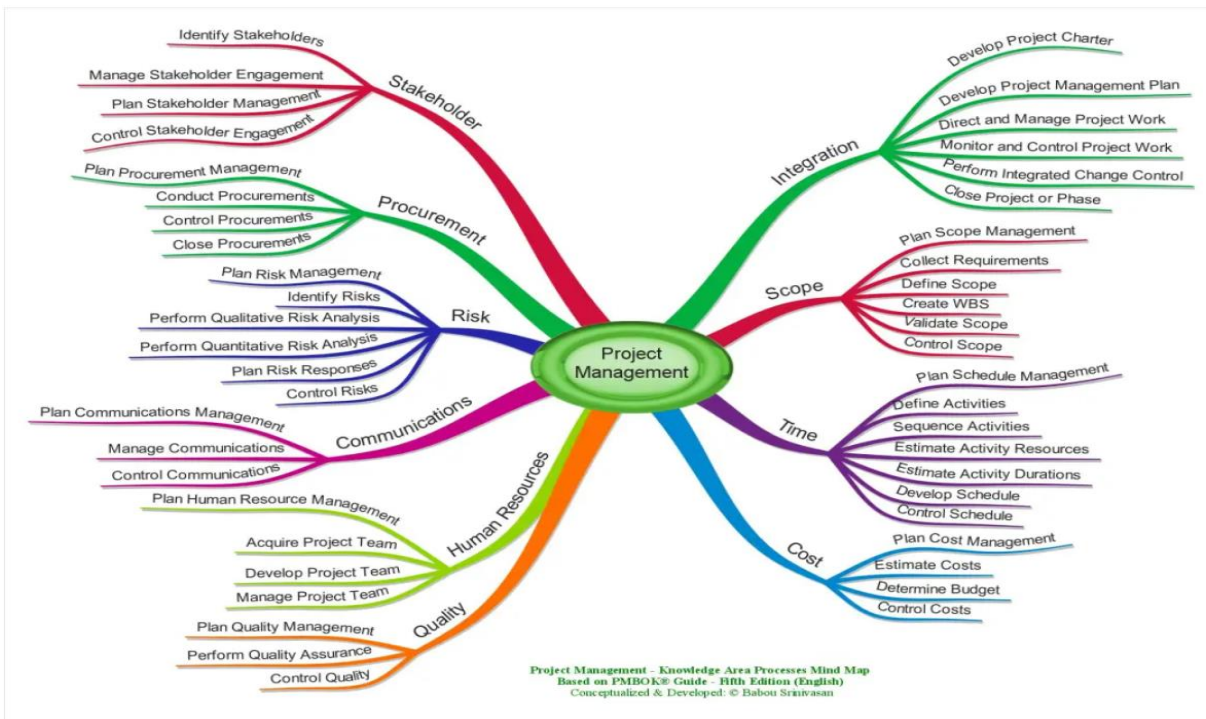 Project
Management
Integration
Develop Project Charter
Develop Project Management Plan
Direct and Manage Project Work
Monitor and Control Project Work
Perform Integrated Change Control
Close Project or Phase
Scope
Plan Scope Management
Collect Requirements
Define Scope
Create WBS
Validate Scope
Control Scope
Time
Plan Schedule Management
Define Activities
Sequence Activities
Estimate Activity Resources
Estimate Activity Durations
Develop Schedule
Control Schedule
Cost
Plan Cost Management
Estimate Costs
Determine Budget
Control Costs
Quality
Plan Quality Management
Perform Quality Assurance
Control Quality
Human Resources
Plan Human Resource Management
Acquire Project Team
Develop Project Team
Manage Project Team
Communications
Plan Communications Management
Manage Communications
Control Communications
Risk
Plan Risk Management
Identify Risks
Perform Qualitative Risk Analysis
Perform Quantitative Risk Analysis
Plan Risk Responses
Control Risks
Procurement
Plan Procurement Management
Conduct Procurements
Control Procurements
Close Procurements
Stakeholder
Identify Stakeholders
Manage Stakeholder Engagement
Plan Stakeholder Management
Control Stakeholder Engagement
Project Management - Knowledge Area Processes Mind Map
Based on PMBOK® Guide - Fifth Edition (English)
Conceptualized & Developed: © Babou Srinivasan